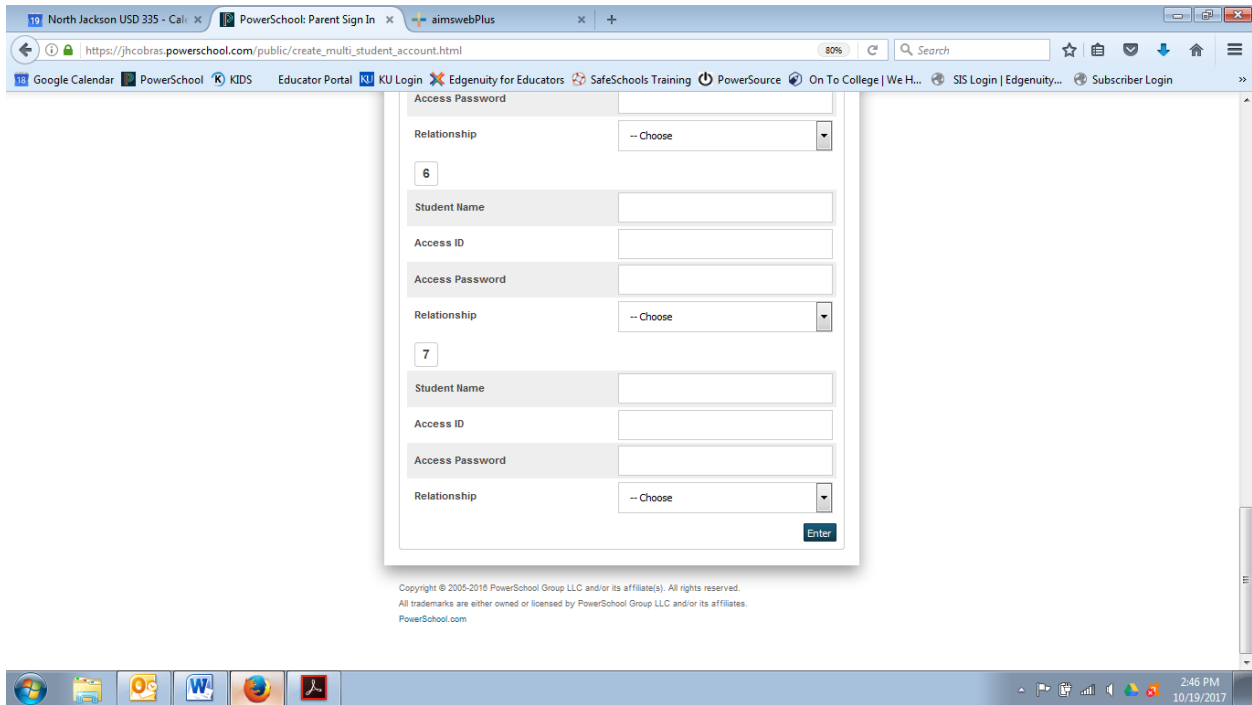 19 North Jackson USD 335 - Cale × PowerSchool: Parent Sign In × aimswebPlus × +
https://jhcobras.powerschool.com/public/create_multi_student_account.html 80% Search
18 Google Calendar PowerSchool K KIDS Educator Portal KU KU Login Edgenuity for Educators SafeSchools Training PowerSource On To College | We H... SIS Login | Edgenuity... Subscriber Login »
Access Password
Relationship -- Choose
6
Student Name
Access ID
Access Password
Relationship -- Choose
7
Student Name
Access ID
Access Password
Relationship -- Choose
Enter
Copyright © 2005-2016 PowerSchool Group LLC and/or its affiliate(s). All rights reserved.
All trademarks are either owned or licensed by PowerSchool Group LLC and/or its affiliates.
PowerSchool.com
2:46 PM
10/19/2017